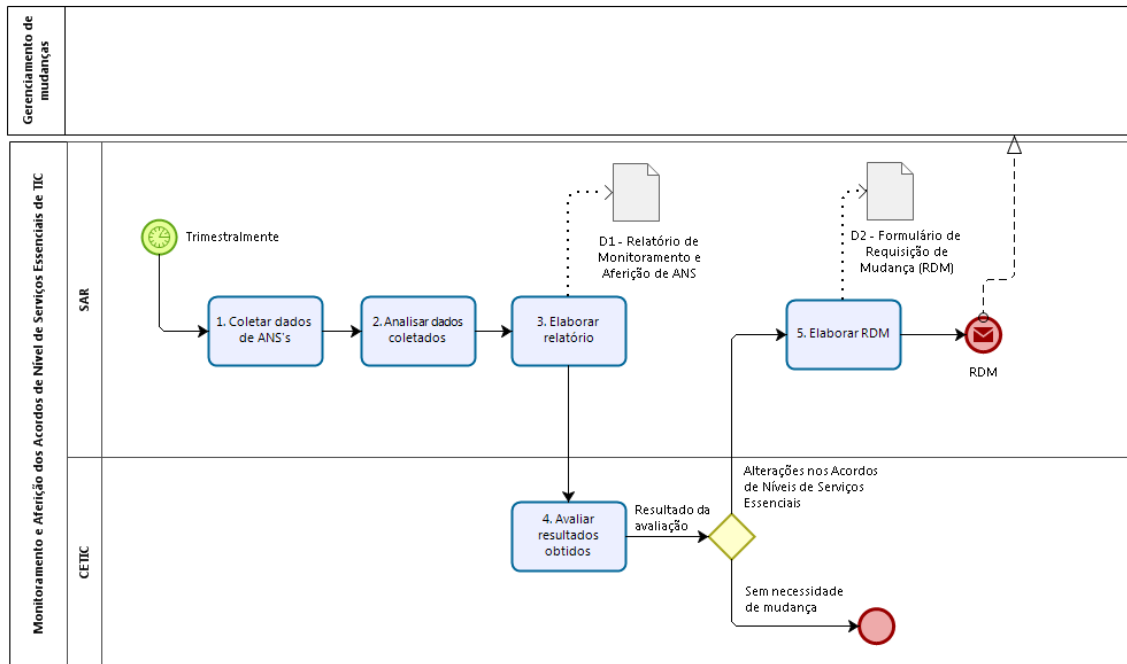 Gerenciamento de
mudanças
Monitoramento e Aferição dos Acordos de Nível de Serviços Essenciais de TIC
SAR
Trimestralmente
1. Coletar dados
de ANS's
2. Analisar dados
coletados
3. Elaborar
relatório
D1 - Relatório de
Monitoramento e
Aferição de ANS
D2 - Formulário de
Requisição de
Mudança (RDM)
5. Elaborar RDM
RDM
CETIC
4. Avaliar
resultados
obtidos
Resultado da
avaliação
Alterações nos Acordos
de Níveis de Serviços
Essenciais
Sem necessidade
de mudança